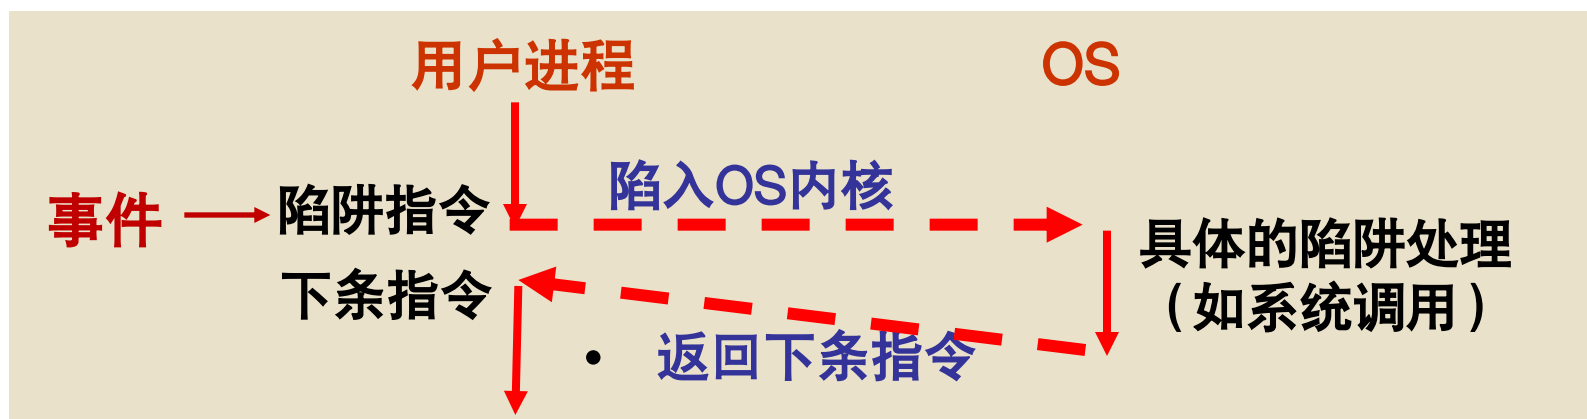 用户进程
OS
陷入OS内核
事件
陷阱指令
具体的陷阱处理
（如系统调用）
下条指令
• 返回下条指令